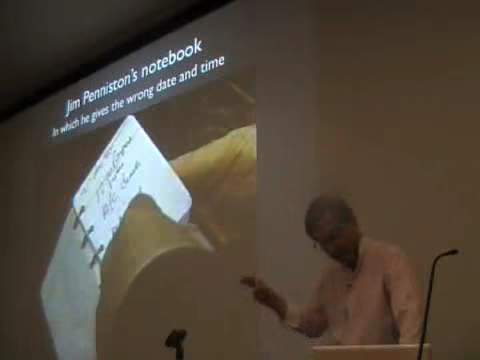 Jim Penniston's notebook
In which he gives the wrong date and time
A/C